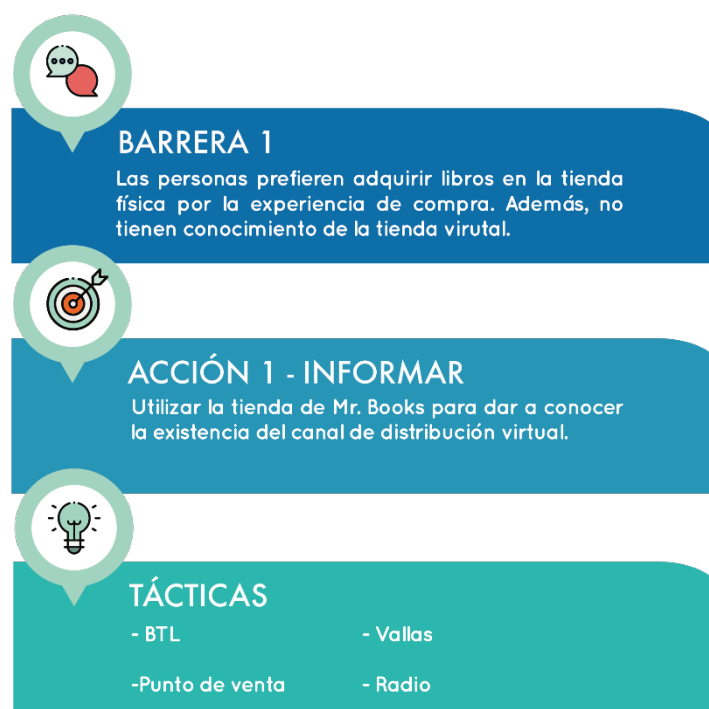 BARRERA 1
Las personas prefieren adquirir libros en la tienda
física por la experiencia de compra. Además, no
tienen conocimiento de la tienda virutal.
ACCIÓN 1 - INFORMAR
Utilizar la tienda de Mr. Books para dar a conocer
la existencia del canal de distribución virtual.
TÁCTICAS
- BTL
- Vallas
-Punto de venta
- Radio